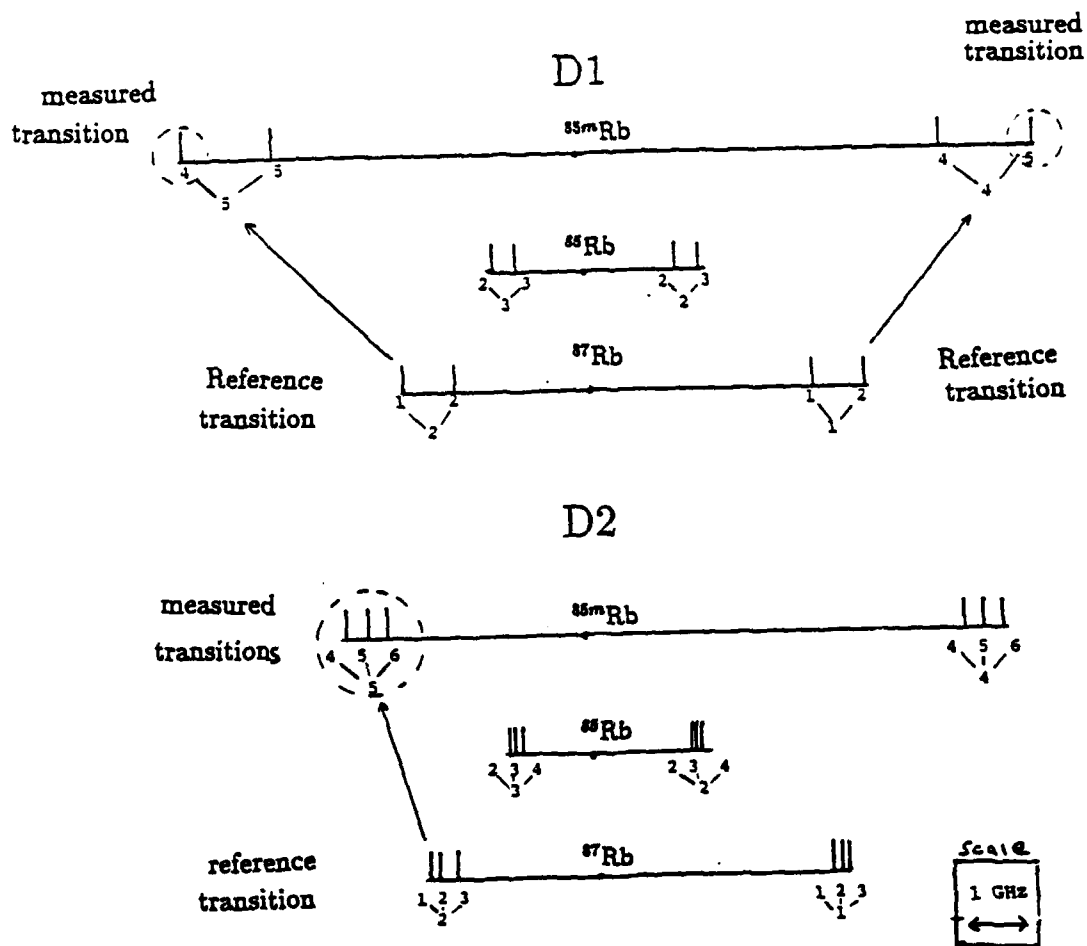 measured
transition
D1
measured
transition
⁸⁵ᵐRb
4 5 4 5
5 4
⁸⁵Rb
2 3 2 3
3 2
Reference
transition
⁸⁷Rb
Reference
transition
1 2 1 2
2 1
D2
measured
transitions
⁸⁵ᵐRb
4 5 6 4 5 6
5 4
⁸⁵Rb
2 3 4 2 3 4
3 2
reference
transition
⁸⁷Rb
1 2 3 1 2 3
2 1
Scale
1 GHz